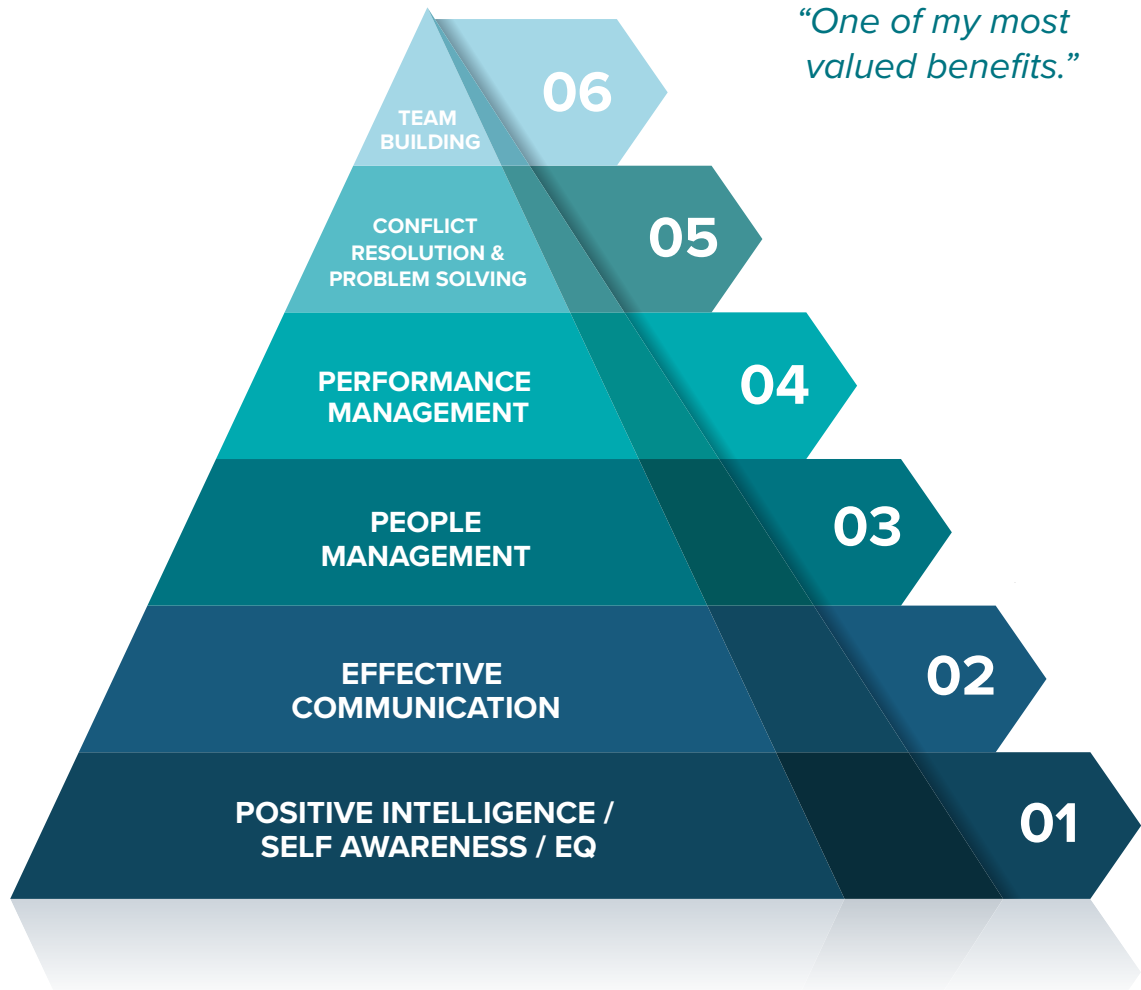 “One of my most
valued benefits.”
06
TEAM
BUILDING
05
CONFLICT
RESOLUTION &
PROBLEM SOLVING
04
PERFORMANCE
MANAGEMENT
03
PEOPLE
MANAGEMENT
02
EFFECTIVE
COMMUNICATION
01
POSITIVE INTELLIGENCE /
SELF AWARENESS / EQ